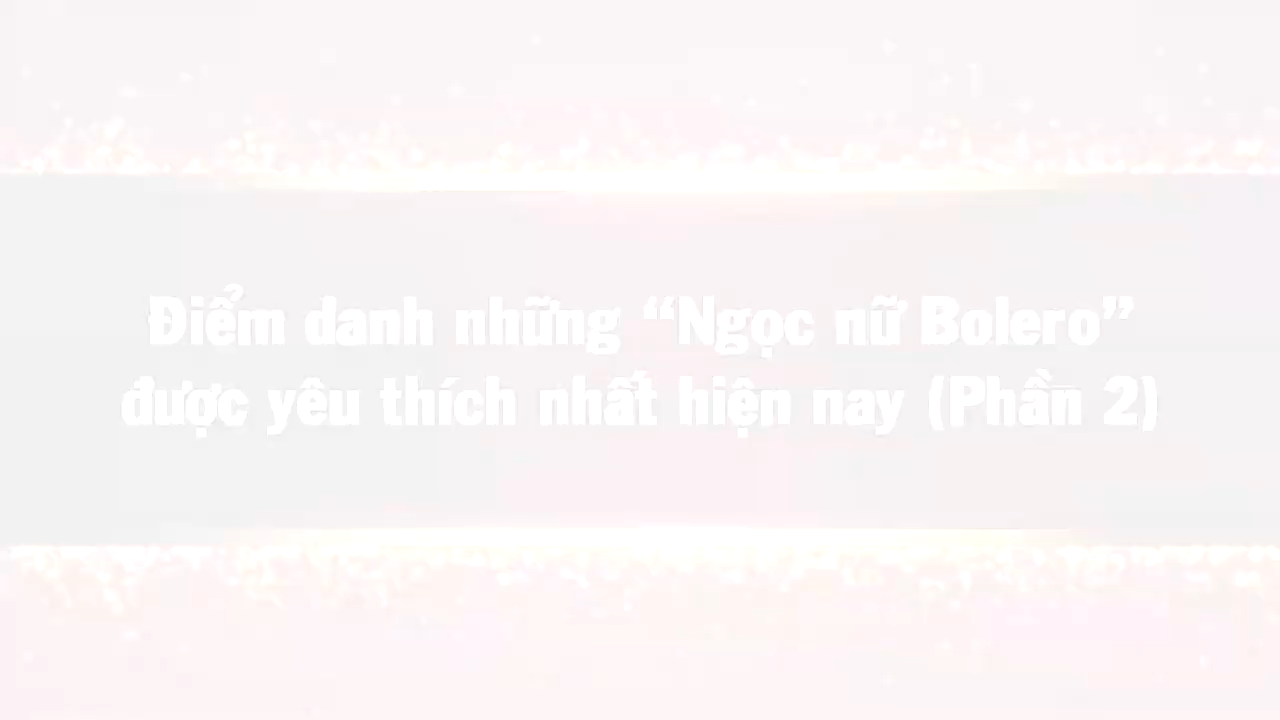 Điểm danh những “Ngọc nữ Bolero”
được yêu thích nhất hiện nay (Phần 2)